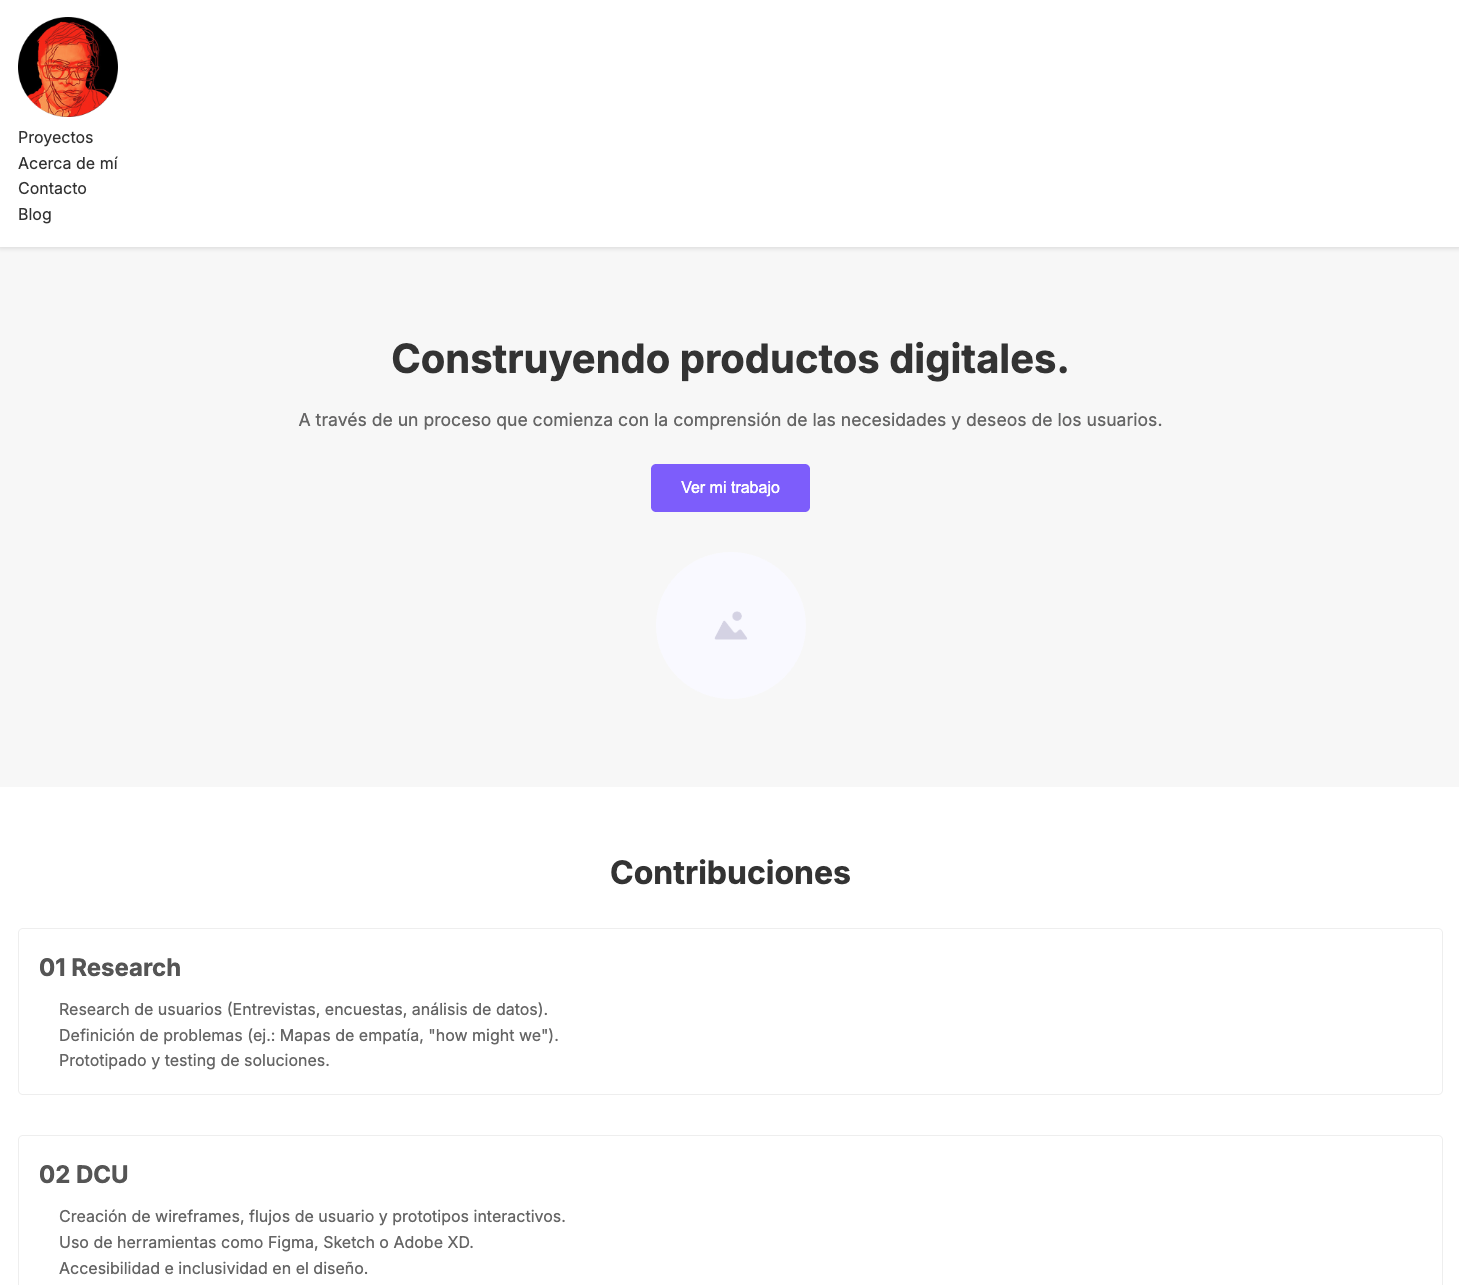 Proyectos
Acerca de mí
Contacto
Blog
Construyendo productos digitales.
A través de un proceso que comienza con la comprensión de las necesidades y deseos de los usuarios.
Ver mi trabajo
Contribuciones
01 Research
Research de usuarios (Entrevistas, encuestas, análisis de datos).
Definición de problemas (ej.: Mapas de empatía, "how might we").
Prototipado y testing de soluciones.
02 DCU
Creación de wireframes, flujos de usuario y prototipos interactivos.
Uso de herramientas como Figma, Sketch o Adobe XD.
Accesibilidad e inclusividad en el diseño.